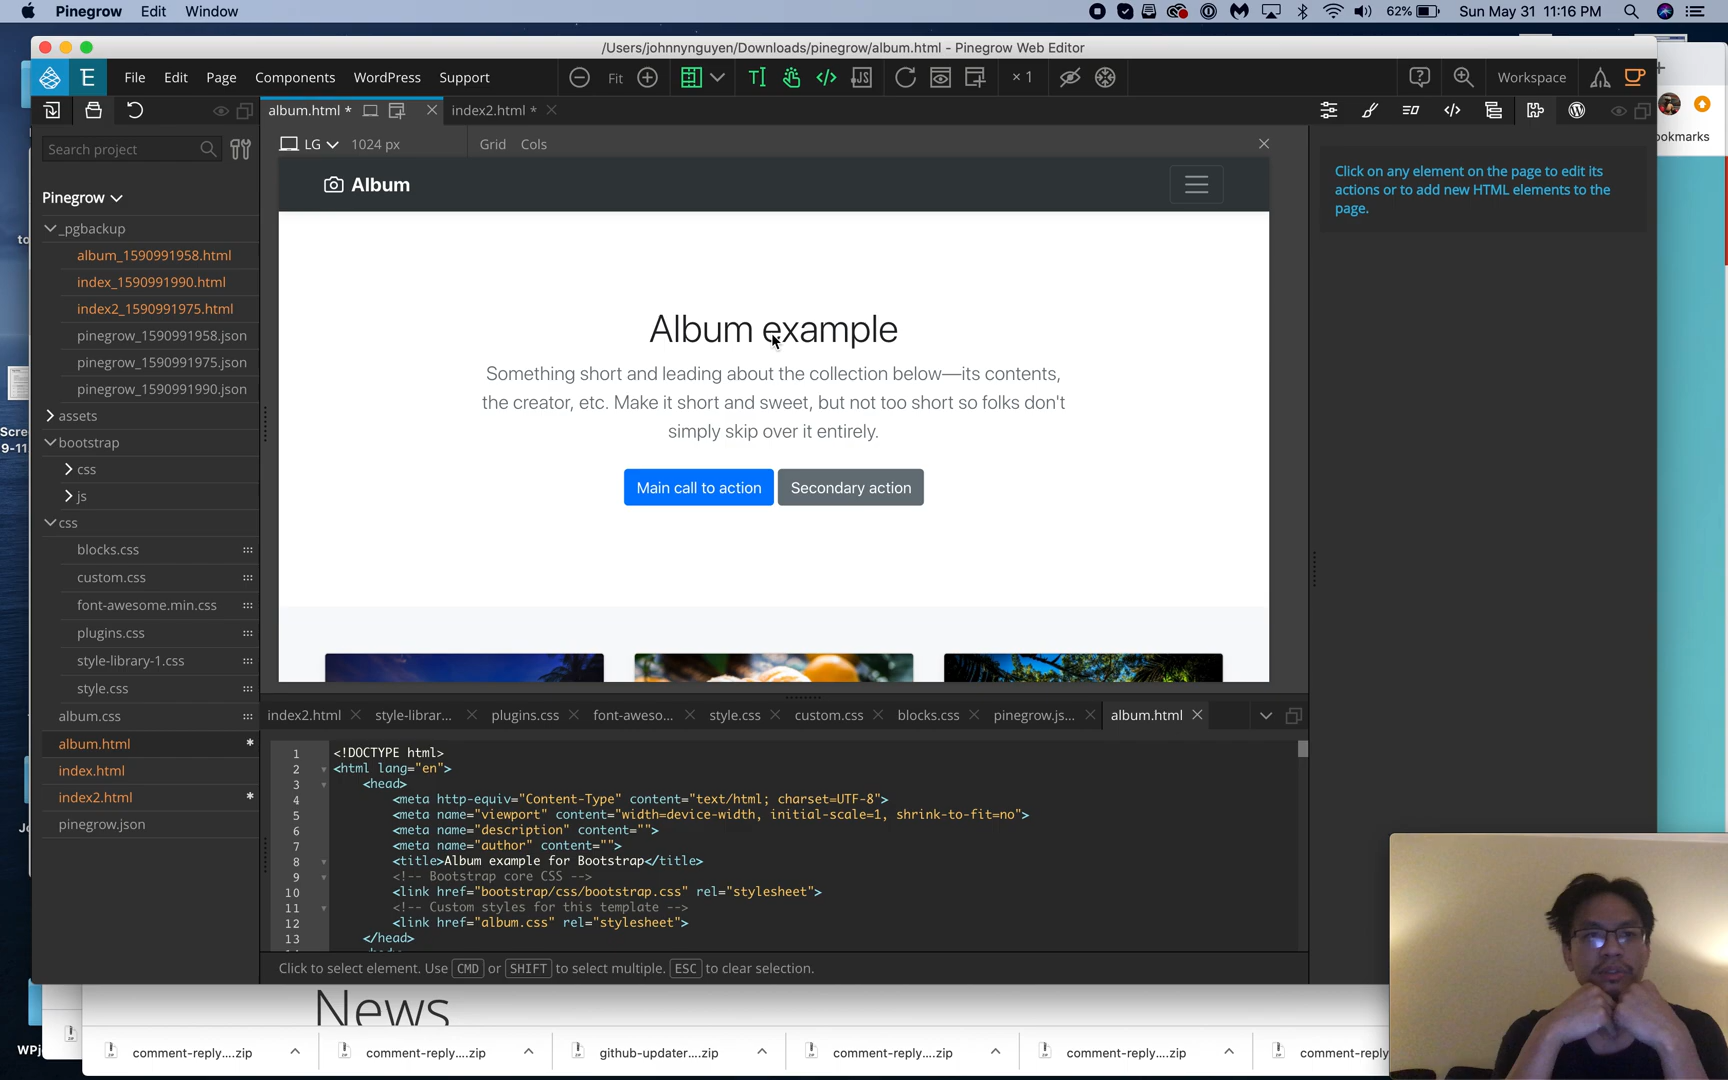 Pinegrow Edit Window
62% Sun May 31 11:16 PM
/Users/johnnynguyen/Downloads/pinegrow/album.html - Pinegrow Web Editor
E File Edit Page Components WordPress Support Fit JS × 1 Workspace
album.html * index2.html *
ookmarks
Search project
LG 1024 px Grid Cols
Click on any element on the page to edit its
actions or to add new HTML elements to the
page.
Pinegrow
_pgbackup
album_1590991958.html
index_1590991990.html
index2_1590991975.html
pinegrow_1590991958.json
pinegrow_1590991975.json
pinegrow_1590991990.json
assets
bootstrap
css
js
css
blocks.css
custom.css
font-awesome.min.css
plugins.css
style-library-1.css
style.css
album.css
album.html *
index.html
index2.html *
pinegrow.json
Album
Album example
Something short and leading about the collection below—its contents,
the creator, etc. Make it short and sweet, but not too short so folks don't
simply skip over it entirely.
Main call to action Secondary action
index2.html style-librar... plugins.css font-aweso... style.css custom.css blocks.css pinegrow.js... album.html
1 <!DOCTYPE html>
2 <html lang="en">
3 <head>
4 <meta http-equiv="Content-Type" content="text/html; charset=UTF-8">
5 <meta name="viewport" content="width=device-width, initial-scale=1, shrink-to-fit=no">
6 <meta name="description" content="">
7 <meta name="author" content="">
8 <title>Album example for Bootstrap</title>
9 <!-- Bootstrap core CSS -->
10 <link href="bootstrap/css/bootstrap.css" rel="stylesheet">
11 <!-- Custom styles for this template -->
12 <link href="album.css" rel="stylesheet">
13 </head>
Click to select element. Use CMD or SHIFT to select multiple. ESC to clear selection.
to
Scre
9-11
Jo
WPj
News
comment-reply....zip comment-reply....zip github-updater....zip comment-reply....zip comment-reply....zip comment-reply